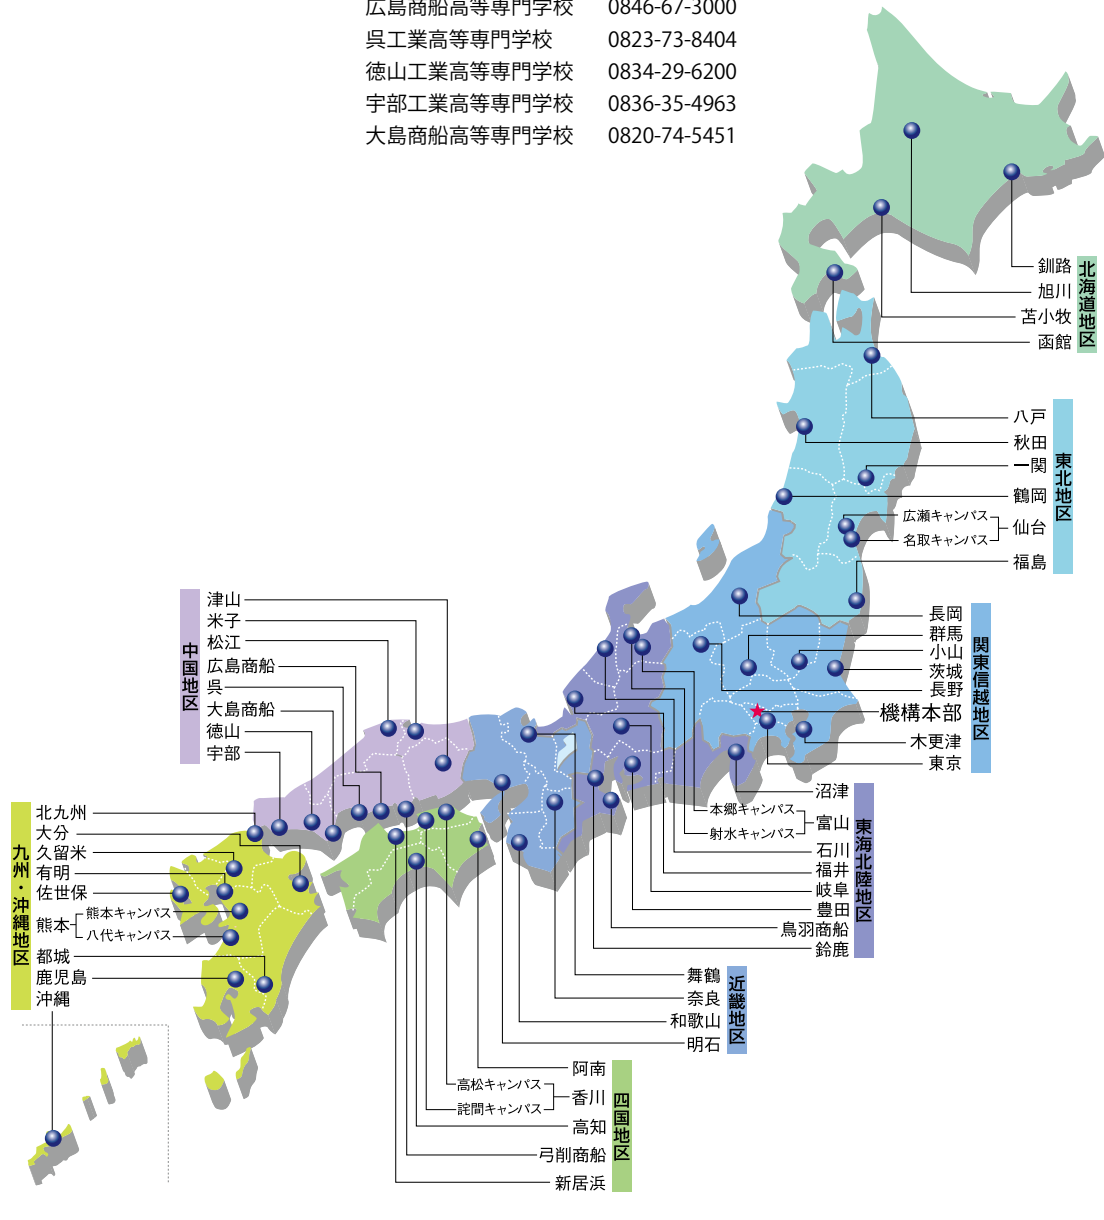 広島商船高等専門学校 0846-67-3000
呉工業高等専門学校 0823-73-8404
徳山工業高等専門学校 0834-29-6200
宇部工業高等専門学校 0836-35-4963
大島商船高等専門学校 0820-74-5451
北海道地区
釧路
旭川
苫小牧
函館
東北地区
八戸
秋田
一関
鶴岡
広瀬キャンパス
仙台
名取キャンパス
福島
関東信越地区
長岡
群馬
小山
茨城
長野
機構本部
木更津
東京
東海北陸地区
沼津
本郷キャンパス
富山
射水キャンパス
石川
福井
岐阜
豊田
鳥羽商船
鈴鹿
近畿地区
舞鶴
奈良
和歌山
明石
四国地区
阿南
高松キャンパス
香川
詫間キャンパス
高知
弓削商船
新居浜
中国地区
津山
米子
松江
広島商船
呉
大島商船
徳山
宇部
九州・沖縄地区
北九州
大分
久留米
有明
佐世保
熊本キャンパス
熊本
八代キャンパス
都城
鹿児島
沖縄